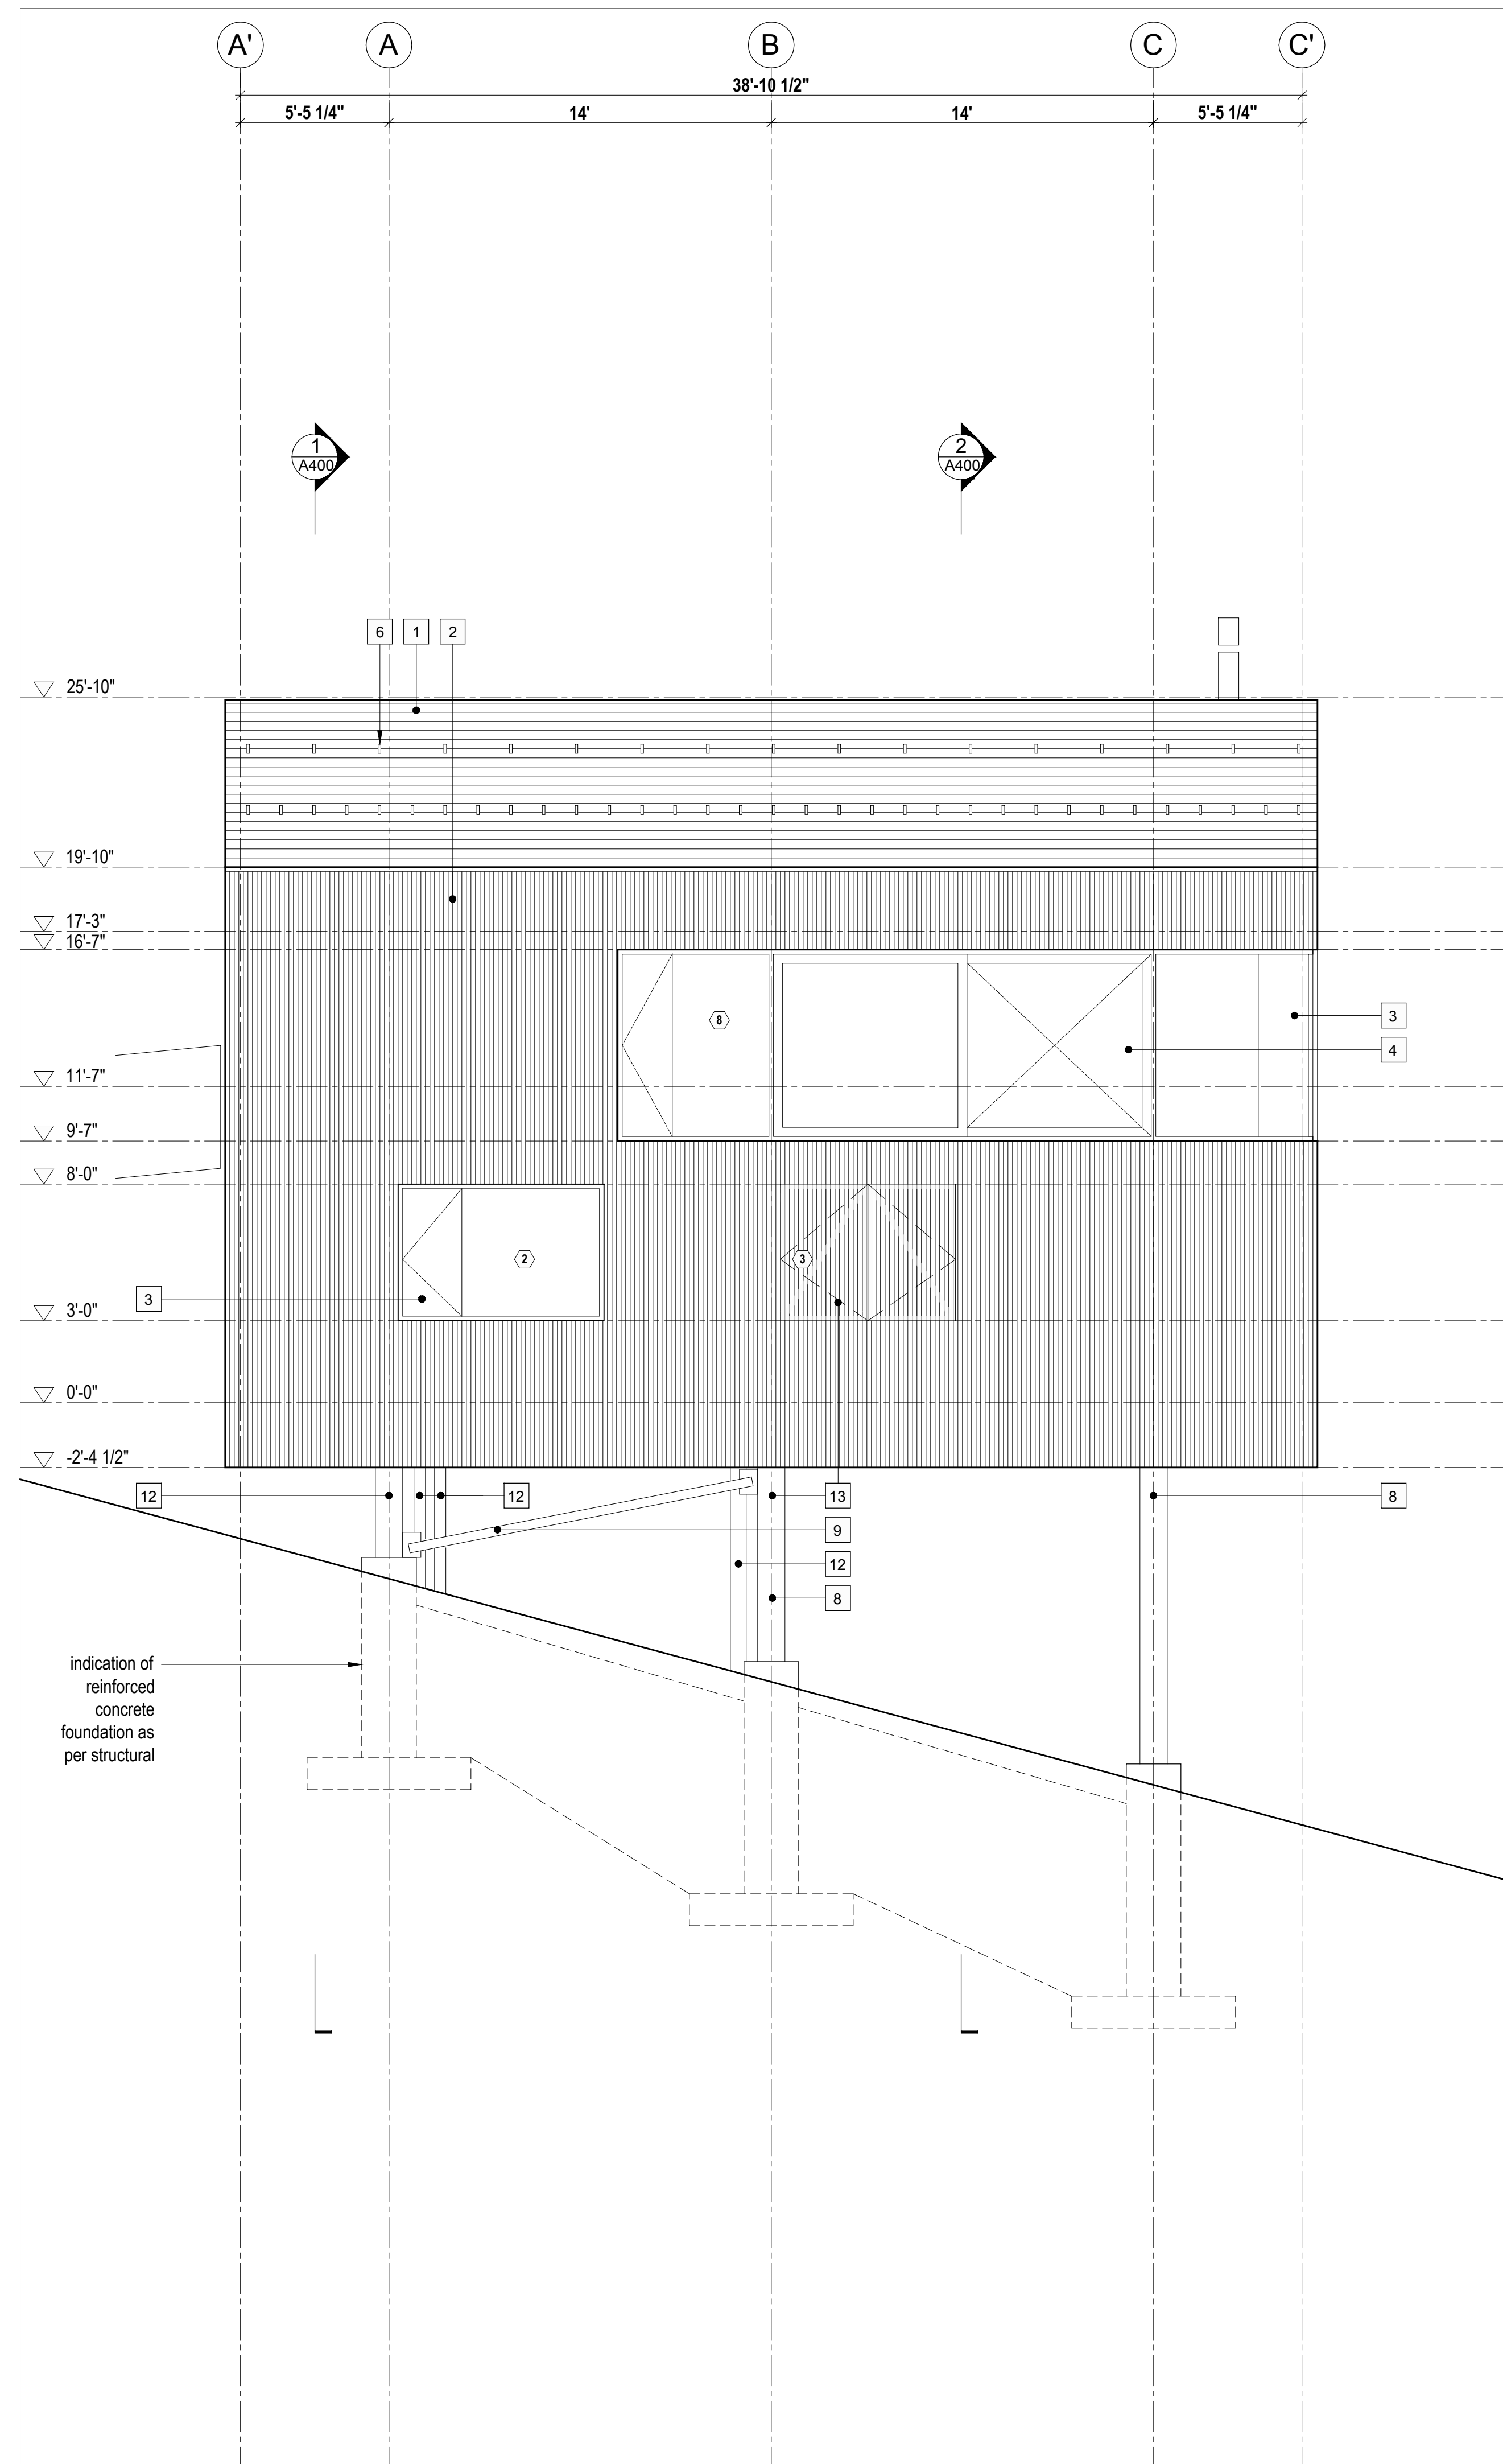 A'
A
B
C
C'
38'-10 1/2"
5'-5 1/4"
14'
14'
5'-5 1/4"
1
A400
2
A400
6
1
2
25'-10"
19'-10"
17'-3"
16'-7"
8
3
4
11'-7"
9'-7"
8'-0"
2
3
3
3'-0"
0'-0"
-2'-4 1/2"
12
12
13
8
9
12
8
indication of
reinforced
concrete
foundation as
per structural